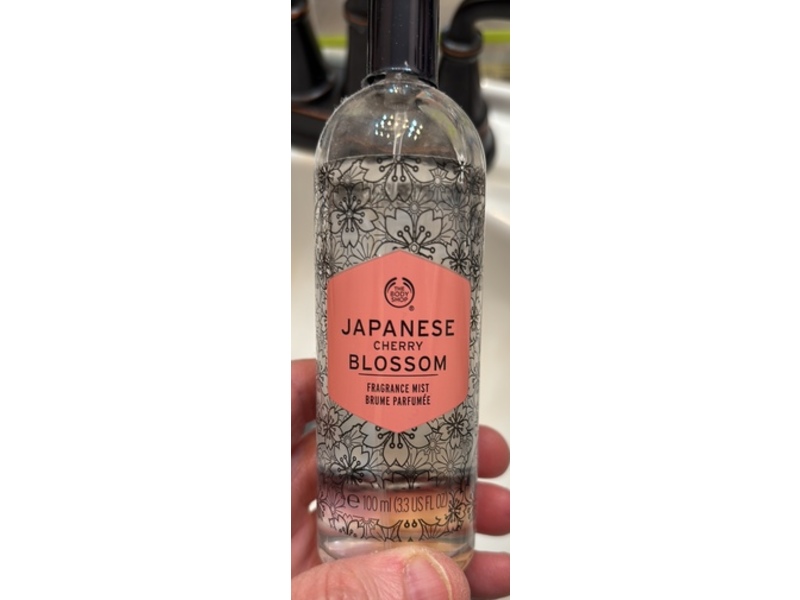 THE
BODY
SHOP
®
JAPANESE
CHERRY
BLOSSOM
FRAGRANCE MIST
BRUME PARFUMÉE
℮ 100 ml (3.3 US FL OZ)